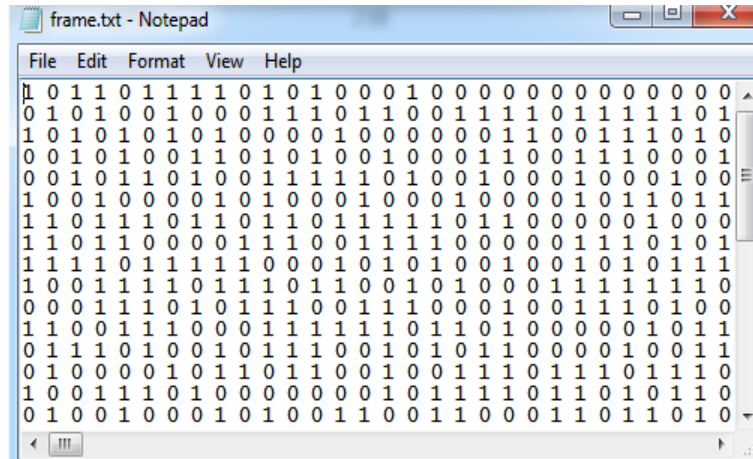 frame.txt - Notepad
File Edit Format View Help
1 0 1 1 0 1 1 1 1 0 1 0 1 0 0 0 1 0 0 0 0 0 0 0 0 0 0 0 0 0
0 1 0 1 0 0 1 0 0 0 1 1 1 0 1 1 0 0 1 1 1 1 0 1 1 1 1 1 0 1
1 0 1 0 1 0 1 0 1 0 0 0 0 1 0 0 0 0 0 0 1 1 0 0 1 1 1 0 1 0
0 0 1 0 1 0 0 1 1 0 1 0 1 0 0 1 0 0 0 1 1 0 0 1 1 1 0 0 0 1
0 0 1 0 1 1 0 1 0 0 1 1 1 1 1 0 1 0 0 1 0 0 0 1 0 0 0 1 0 0
1 0 0 1 0 0 0 0 1 0 1 0 1 0 0 0 1 0 0 0 1 0 0 0 0 1 0 1 1 0 1 1
1 1 0 1 1 1 0 1 1 0 1 1 0 1 1 1 1 1 0 1 1 0 0 0 0 0 1 0 0 0
1 1 0 1 1 0 0 0 0 1 1 1 0 0 1 1 1 1 0 0 0 0 0 1 1 1 0 1 0 1
1 1 1 1 0 1 1 1 1 1 0 0 0 1 0 1 0 1 0 0 1 0 0 1 0 1 0 1 1 1
1 0 1 1 1 0 1 1 1 1 0 1 1 0 0 1 0 1 0 0 0 1 1 1 1 1 1 1 1 0
0 0 0 1 1 1 0 1 0 1 1 1 0 0 1 1 1 0 0 0 1 0 0 1 1 1 0 1 0
1 1 0 0 1 1 1 0 0 0 1 1 1 1 1 1 0 1 1 0 1 0 0 0 0 0 1 0 1 1
0 1 1 1 0 1 0 0 1 0 1 1 1 0 0 1 0 1 0 1 1 0 0 0 0 1 0 0 1 1
0 1 0 0 0 0 1 0 1 1 0 1 1 0 0 1 0 0 1 1 0 1 1 1 0 1 1 1 0
1 0 0 1 1 1 0 1 0 0 0 0 0 0 0 1 0 1 1 1 1 0 1 1 0 1 0 1 1 0
0 1 0 0 1 0 0 0 1 0 1 0 0 1 1 0 0 1 1 0 0 0 1 1 0 1 1 0 1 0